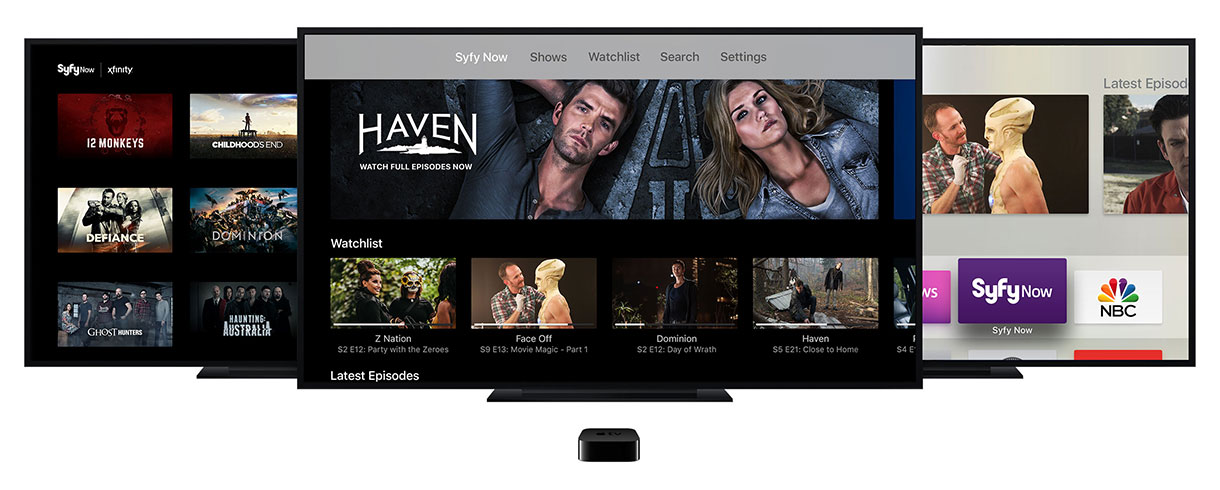 Syfy Now | xfinity
12 MONKEYS
CHILDHOOD'S END
DEFIANCE
DOMINION
GHOST HUNTERS
HAUNTING:
AUSTRALIA
Syfy Now Shows Watchlist Search Settings
HAVEN
WATCH FULL EPISODES NOW
Watchlist
Z Nation
S2 E12: Party with the Zeroes
Face Off
S9 E13: Movie Magic - Part 1
Dominion
S2 E12: Day of Wrath
Haven
S5 E21: Close to Home
S4 E
Latest Episodes
Latest Episod
WS
Syfy Now
NBC
Syfy Now
tv